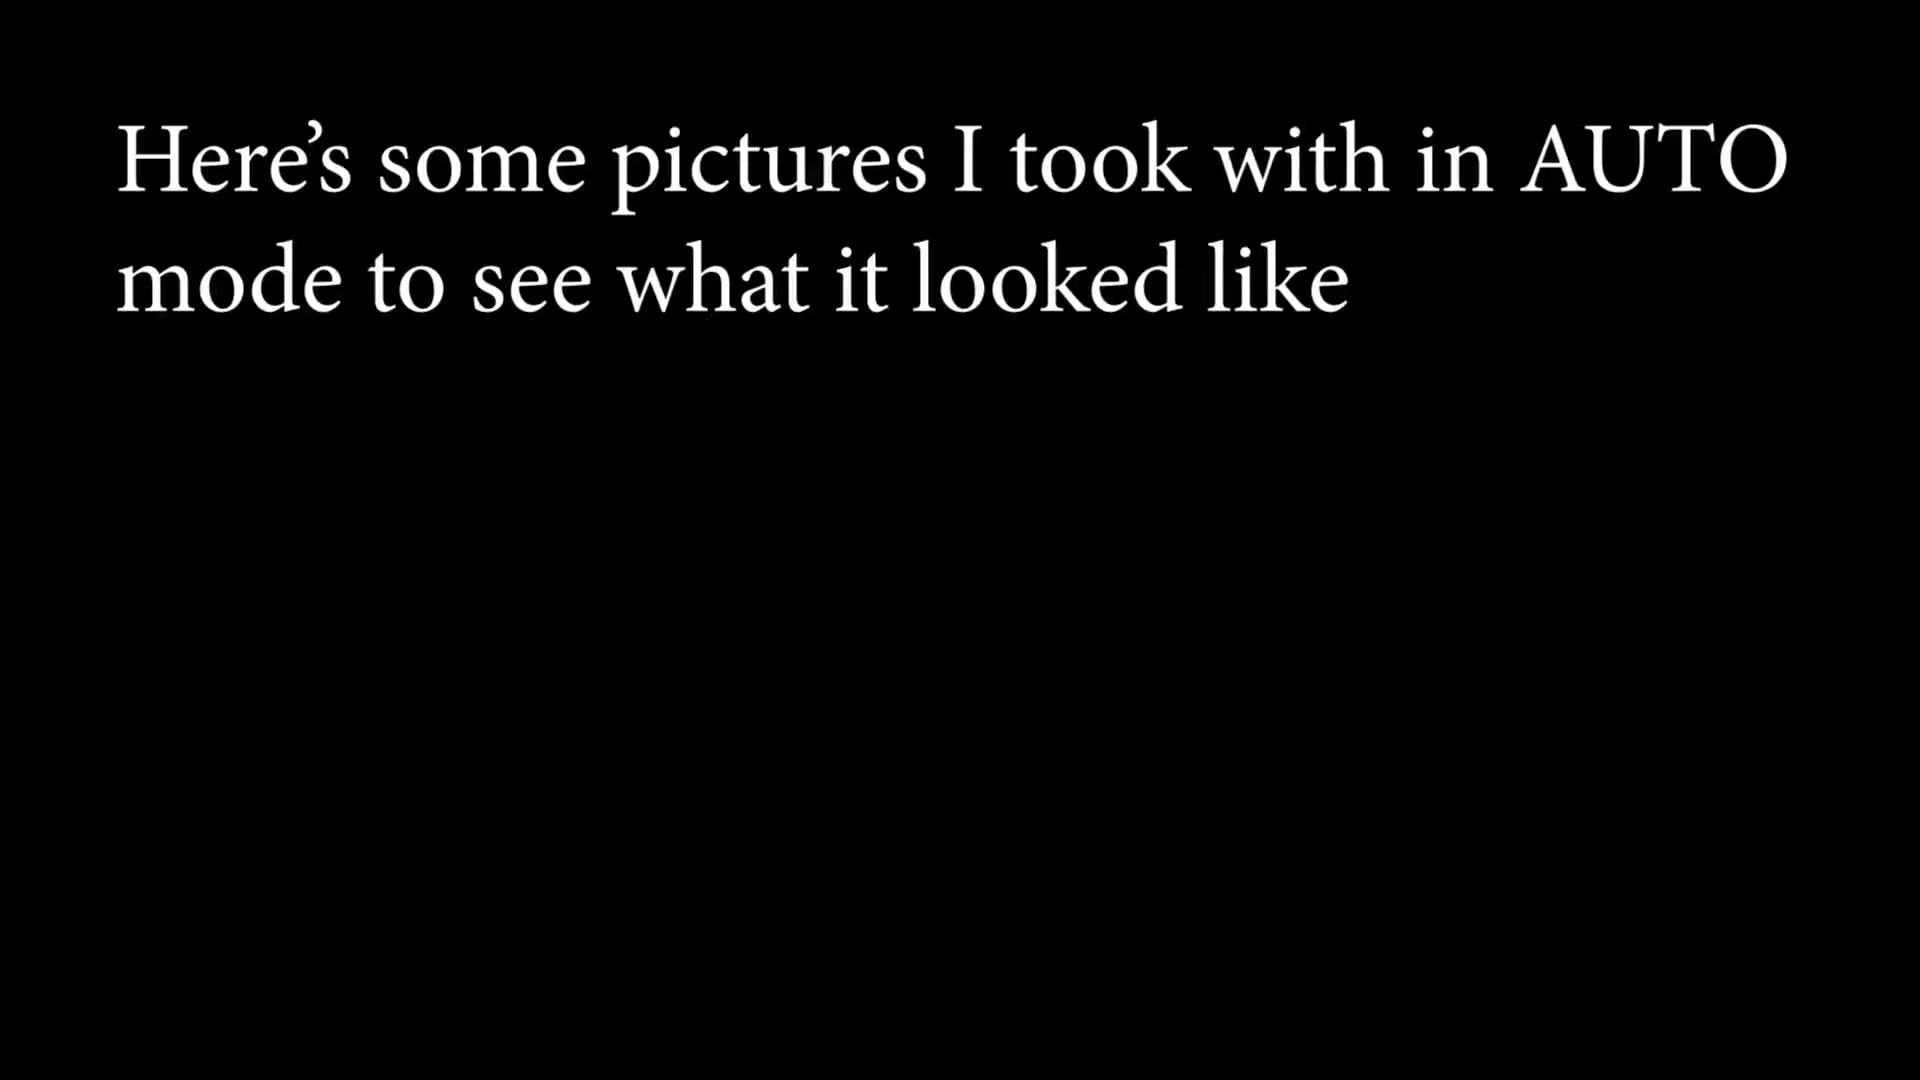 Here’s some pictures I took with in AUTO
mode to see what it looked like